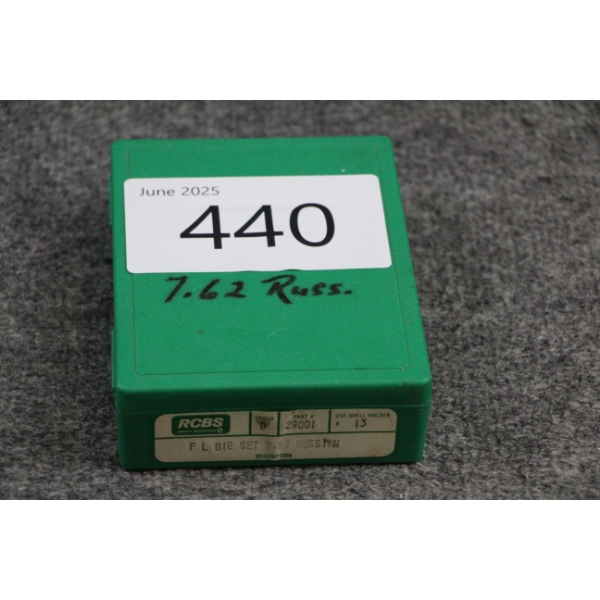 June 2025
440
7.62 Russ.
RCBS GROUP D PART # 29001 USE SHELL HOLDER # 13
F L DIE SET 7.62 RUSSIAN
DESCRIPTION